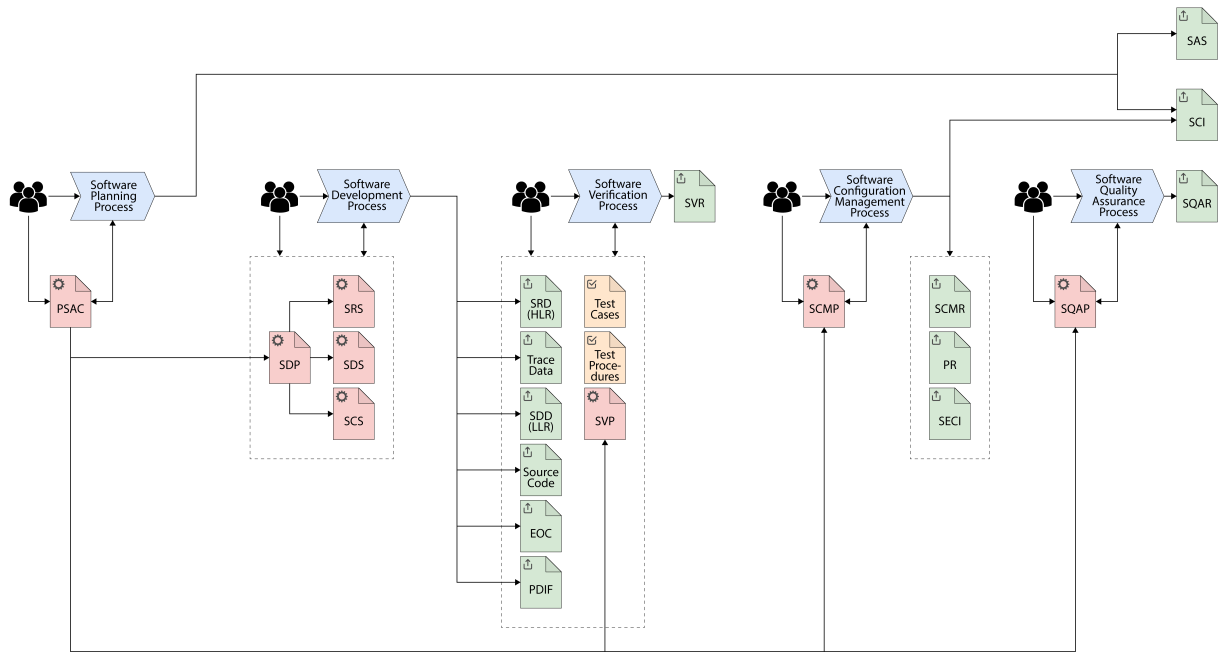 SAS
SCI
Software
Planning
Process
Software
Development
Process
Software
Verification
Process
SVR
Software
Configuration
Management
Process
Software
Quality
Assurance
Process
SQAR
PSAC
SDP
SRS
SDS
SCS
SRD
(HLR)
Trace
Data
SDD
(LLR)
Source
Code
EOC
PDIF
Test
Cases
Test
Proce-
dures
SVP
SCMP
SCMR
PR
SECI
SQAP